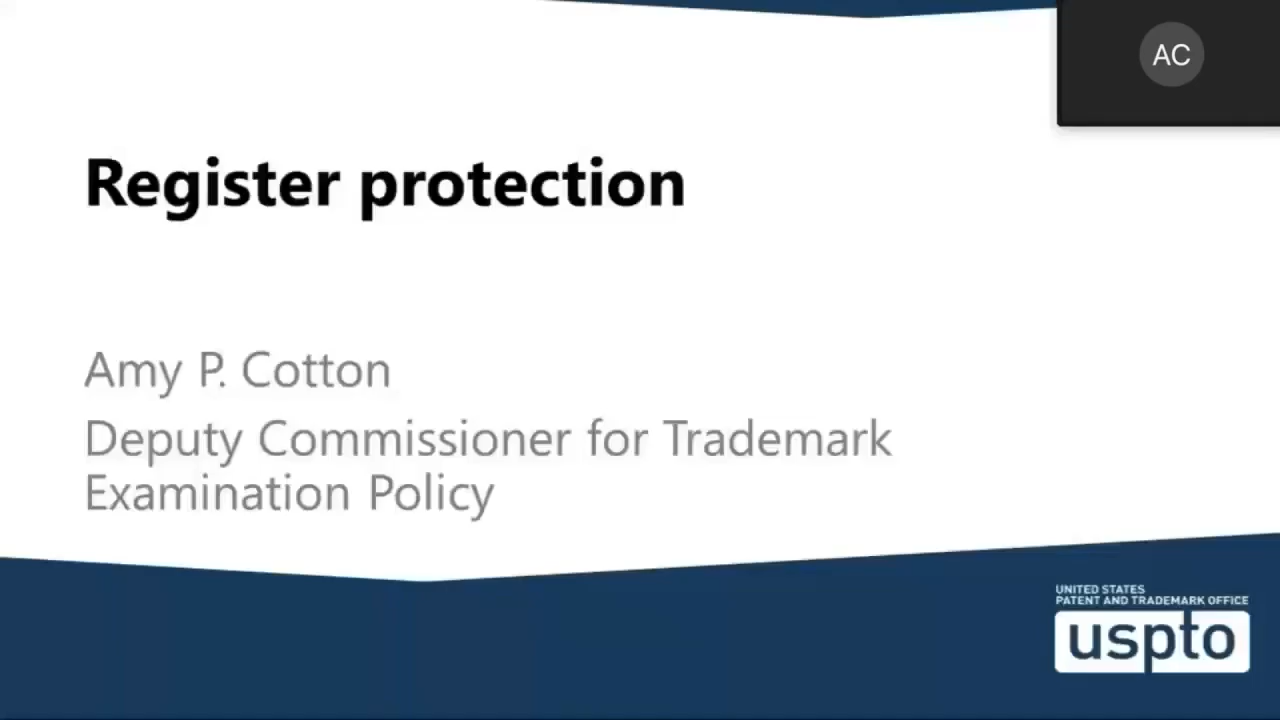 AC
Register protection
Amy P. Cotton
Deputy Commissioner for Trademark
Examination Policy
UNITED STATES
PATENT AND TRADEMARK OFFICE
uspto